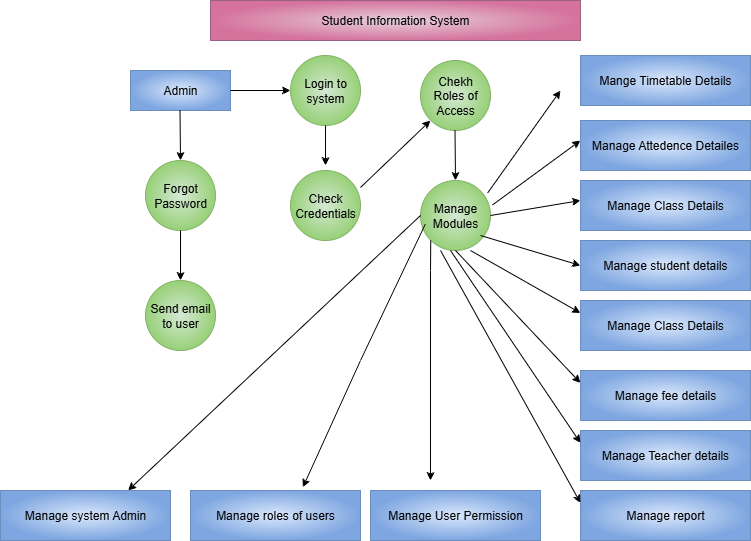 Student Information System
Admin
Login to
system
Chekh
Roles of
Access
Mange Timetable Details
Manage Attedence Detailes
Forgot
Password
Check
Credentials
Manage
Modules
Manage Class Details
Manage student details
Send email
to user
Manage Class Details
Manage fee details
Manage Teacher details
Manage system Admin
Manage roles of users
Manage User Permission
Manage report